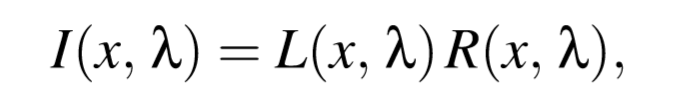 I(x, λ) = L(x, λ) R(x, λ),